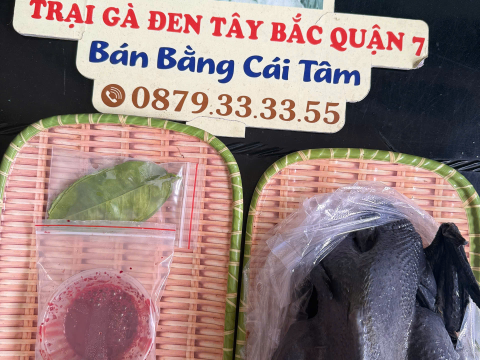 TRẠI GÀ ĐEN TÂY BẮC QUẬN 7
Bán Bằng Cái Tâm
0879.33.33.55